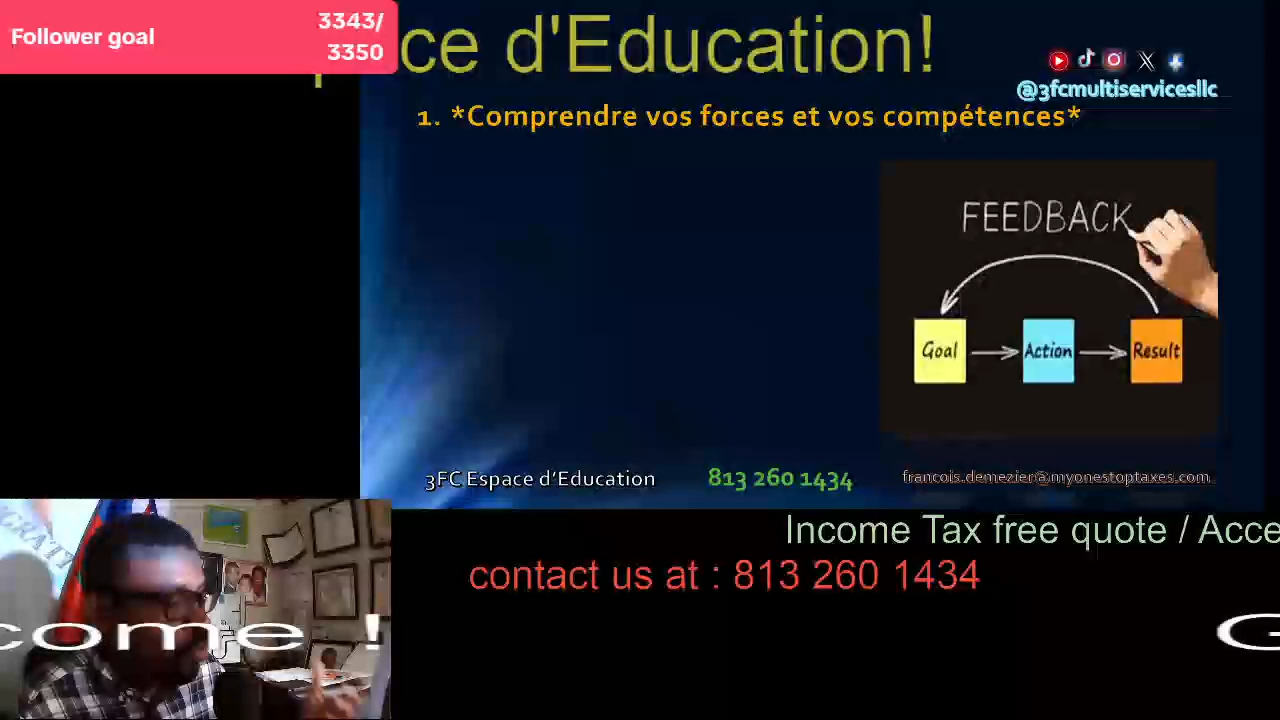 Follower goal
3343/
3350
ce d'Education!
@3fcmultiservicesllc
1. *Comprendre vos forces et vos compétences*
FEEDBACK
Goal
Action
Result
3FC Espace d'Education
813 260 1434
francois.demezier@myonestoptaxes.com
Income Tax free quote / Acce
contact us at : 813 260 1434
come !
G